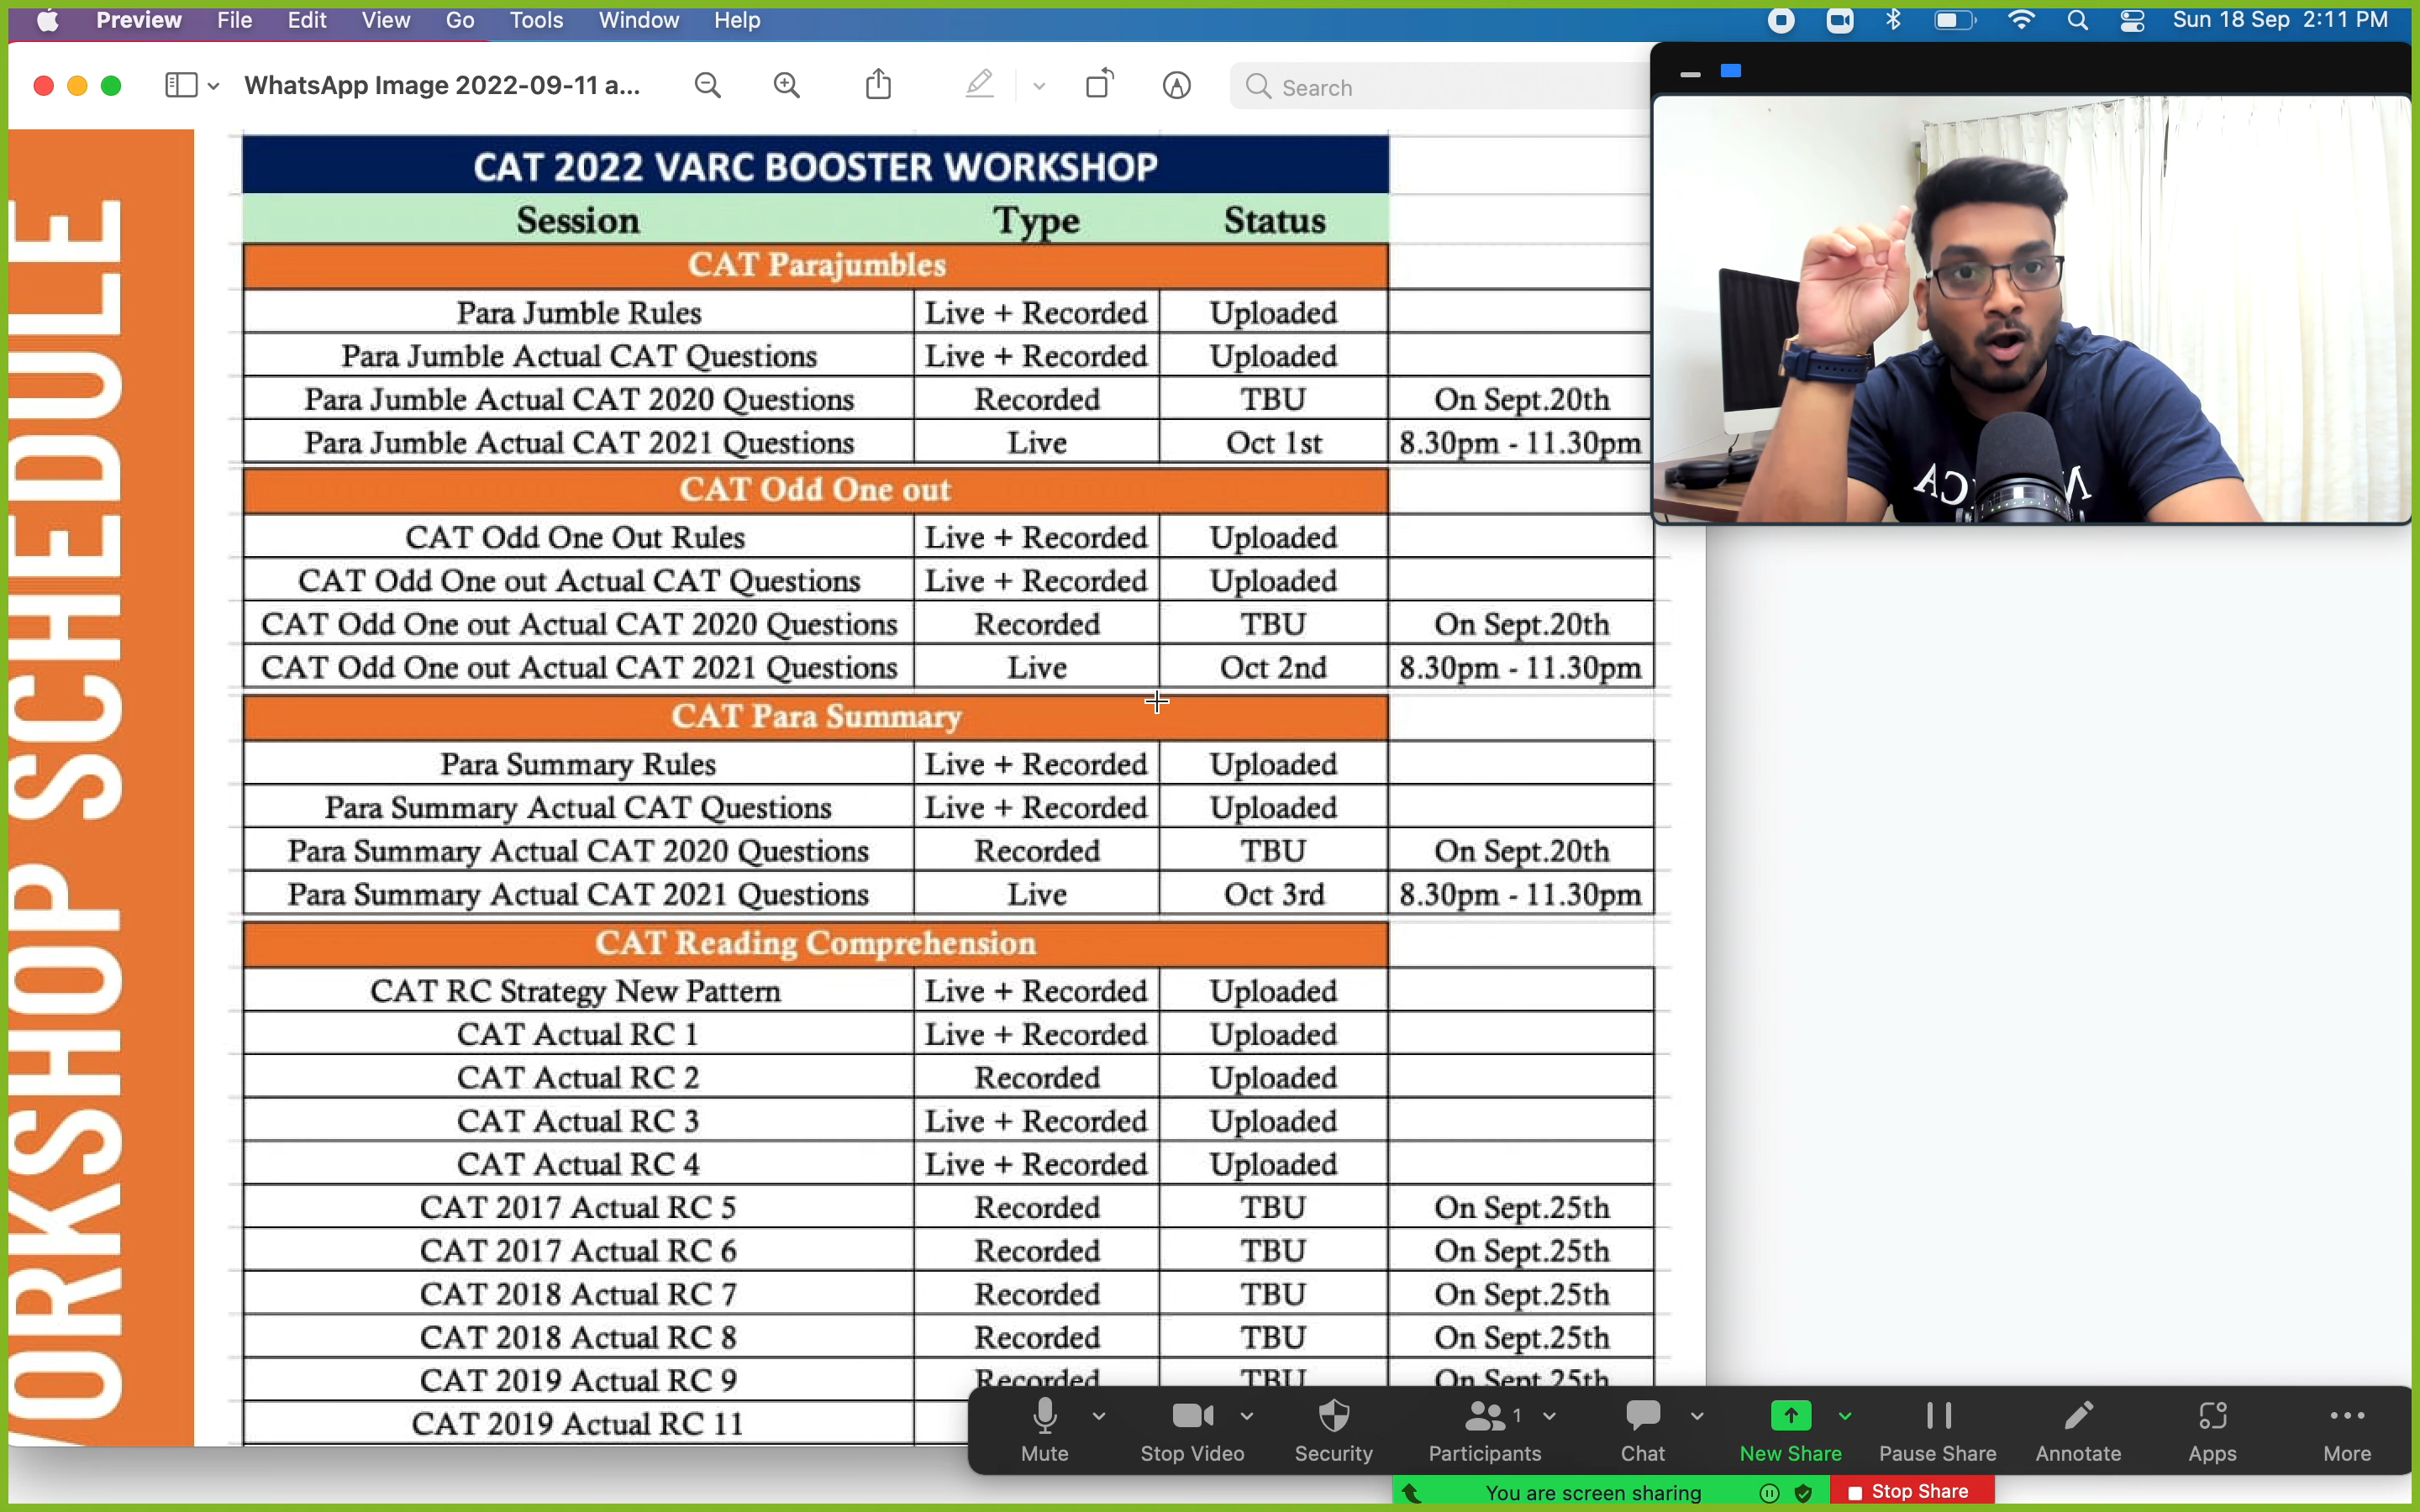 Preview File Edit View Go Tools Window Help Sun 18 Sep 2:11 PM
WhatsApp Image 2022-09-11 a... Search
ORKSHOP SCHEDULE
CAT 2022 VARC BOOSTER WORKSHOP
Session Type Status
CAT Parajumbles
Para Jumble Rules Live + Recorded Uploaded
Para Jumble Actual CAT Questions Live + Recorded Uploaded
Para Jumble Actual CAT 2020 Questions Recorded TBU On Sept.20th
Para Jumble Actual CAT 2021 Questions Live Oct 1st 8.30pm - 11.30pm
CAT Odd One out
CAT Odd One Out Rules Live + Recorded Uploaded
CAT Odd One out Actual CAT Questions Live + Recorded Uploaded
CAT Odd One out Actual CAT 2020 Questions Recorded TBU On Sept.20th
CAT Odd One out Actual CAT 2021 Questions Live Oct 2nd 8.30pm - 11.30pm
CAT Para Summary
Para Summary Rules Live + Recorded Uploaded
Para Summary Actual CAT Questions Live + Recorded Uploaded
Para Summary Actual CAT 2020 Questions Recorded TBU On Sept.20th
Para Summary Actual CAT 2021 Questions Live Oct 3rd 8.30pm - 11.30pm
CAT Reading Comprehension
CAT RC Strategy New Pattern Live + Recorded Uploaded
CAT Actual RC 1 Live + Recorded Uploaded
CAT Actual RC 2 Recorded Uploaded
CAT Actual RC 3 Live + Recorded Uploaded
CAT Actual RC 4 Live + Recorded Uploaded
CAT 2017 Actual RC 5 Recorded TBU On Sept.25th
CAT 2017 Actual RC 6 Recorded TBU On Sept.25th
CAT 2018 Actual RC 7 Recorded TBU On Sept.25th
CAT 2018 Actual RC 8 Recorded TBU On Sept.25th
CAT 2019 Actual RC 9 Recorded TBU On Sept.25th
CAT 2019 Actual RC 11
1
Mute Stop Video Security Participants Chat New Share Pause Share Annotate Apps More
You are screen sharing Stop Share